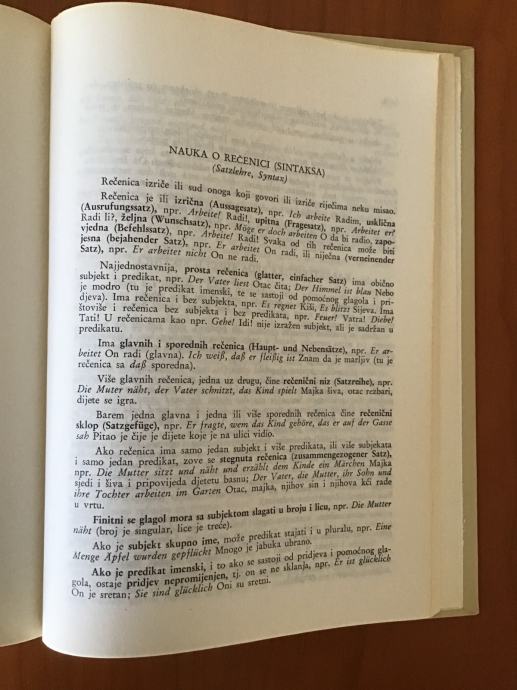 NAUKA O REČENICI (SINTAKSA)
(Satzlehre, Syntax)
Rečenica izriče ili sud onoga koji govori ili izriče riječima neku misao.
Rečenica je ili izrična (Aussagesatz), npr. Ich arbeite Radim, usklična
(Ausrufungssatz), npr. Arbeite! Radi!, upitna (Fragesatz), npr. Arbeitet er?
Radi li?, željna (Wunschsatz), npr. Möge er doch arbeiten O da bi radio, zapo-
vjedna (Befehlssatz), npr. Arbeite! Radi! Svaka od tih rečenica može biti
jesna (bejahender Satz), npr. Er arbeitet On radi, ili niječna (verneinender
Satz), npr. Er arbeitet nicht On ne radi.
Najjednostavnija, prosta rečenica (glatter, einfacher Satz) ima obično
subjekt i predikat, npr. Der Vater liest Otac čita; Der Himmel ist blau Nebo
je modro (tu je predikat imenski, te se sastoji od pomoćnog glagola i pri-
djeva). Ima rečenica i bez subjekta, npr. Es regnet Kiši, Es blitzt Sijeva. Ima
štoviše i rečenica bez subjekta i bez predikata, npr. Feuer! Vatra! Diebe!
Tati! U rečenicama kao npr. Gehe! Idi! nije izražen subjekt, ali je sadržan u
predikatu.
Ima glavnih i sporednih rečenica (Haupt- und Nebensätze), npr. Er ar-
beitet On radi (glavna). Ich weiß, daß er fleißig ist Znam da je marljiv (tu je
rečenica sa daß sporedna).
Više glavnih rečenica, jedna uz drugu, čine rečenični niz (Satzreihe), npr.
Die Muter näht, der Vater schnitzt, das Kind spielt Majka šiva, otac rezbari,
dijete se igra.
Barem jedna glavna i jedna ili više sporednih rečenica čine rečenični
sklop (Satzgefüge), npr. Er fragte, wem das Kind gehöre, das er auf der Gasse
sah Pitao je čije je dijete koje je na ulici vidio.
Ako rečenica ima samo jedan subjekt i više predikata, ili više subjekata
i samo jedan predikat, zove se stegnuta rečenica (zusammengezogener Satz),
npr. Die Mutter sitzt und näht und erzählt dem Kinde ein Märchen Majka
sjedi i šiva i pripovijeda djetetu basnu; Der Vater, die Mutter, ihr Sohn und
ihre Tochter arbeiten im Garten Otac, majka, njihov sin i njihova kći rade
u vrtu.
Finitni se glagol mora sa subjektom slagati u broju i licu, npr. Die Mutter
näht (broj je singular, lice je treće).
Ako je subjekt skupno ime, može predikat stajati i u pluralu, npr. Eine
Menge Äpfel wurden gepflückt Mnogo je jabuka ubrano.
Ako je predikat imenski, i to ako se sastoji od pridjeva i pomoćnog gla-
gola, ostaje pridjev nepromijenjen, tj. on se ne sklanja, npr. Er ist glücklich
On je sretan; Sie sind glücklich Oni su sretni.